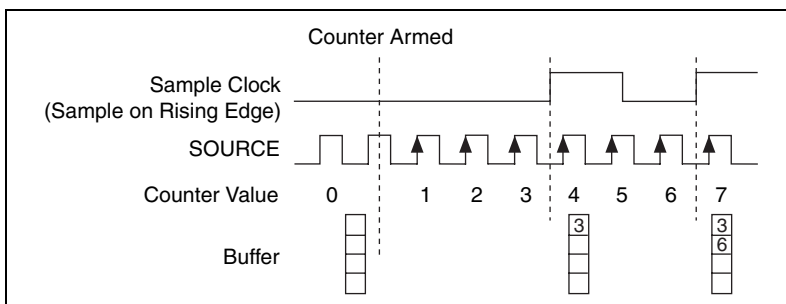 Counter Armed
Sample Clock
(Sample on Rising Edge)
SOURCE
Counter Value 0 1 2 3 4 5 6 7
Buffer
3 3
6